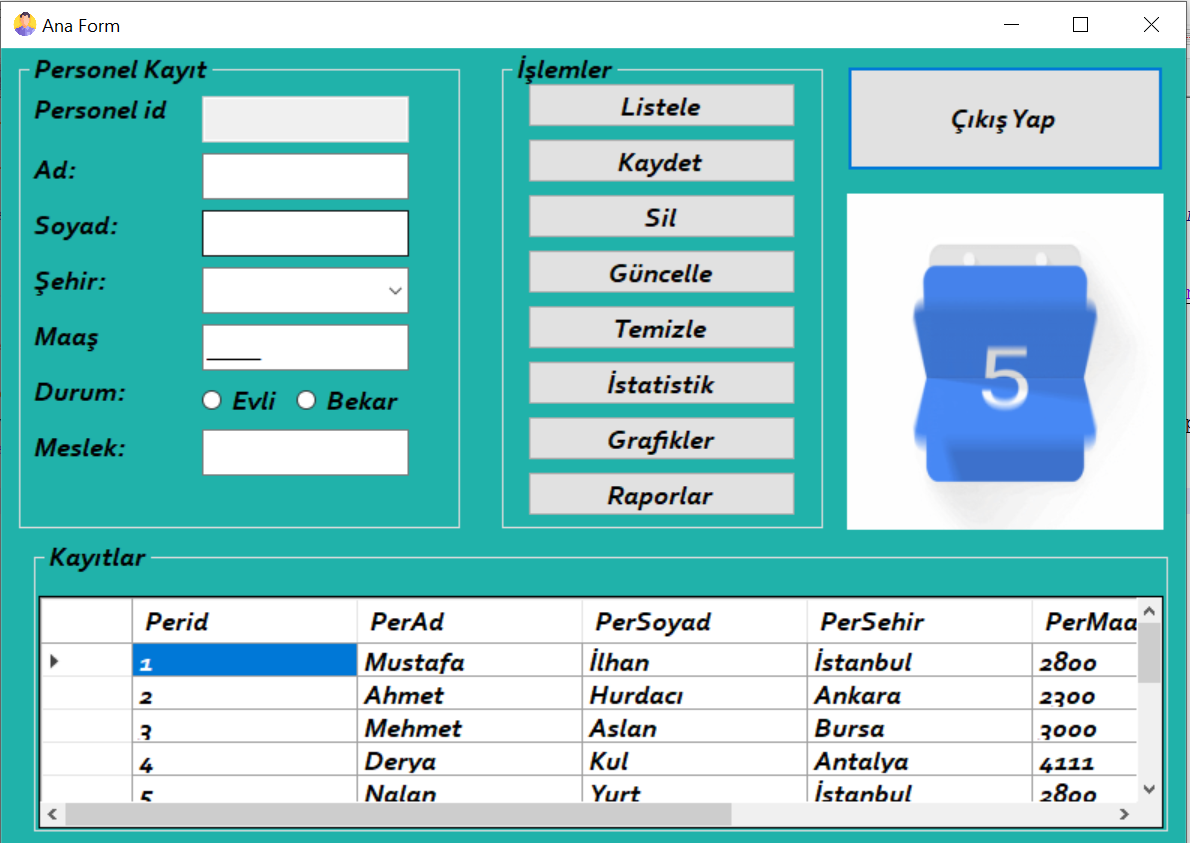 Ana Form
Personel Kayıt
Personel id
Ad:
Soyad:
Şehir:
Maaş
Durum:
Evli
Bekar
Meslek:
İşlemler
Listele
Kaydet
Sil
Güncelle
Temizle
İstatistik
Grafikler
Raporlar
Çıkış Yap
5
Kayıtlar
Perid PerAd PerSoyad PerSehir PerMaa
1 Mustafa İlhan İstanbul 2800
2 Ahmet Hurdacı Ankara 2300
3 Mehmet Aslan Bursa 3000
4 Derya Kul Antalya 4111
5 Nalan Yurt İstanbul 2800